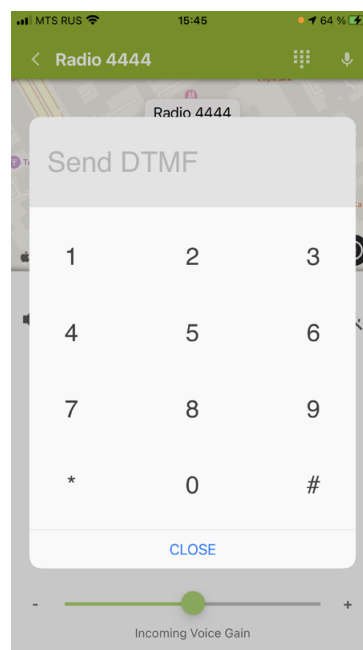 MTS RUS
15:45
64 %
Radio 4444
Radio 4444
Send DTMF
1 2 3
4 5 6
7 8 9
* 0 #
CLOSE
- +
Incoming Voice Gain